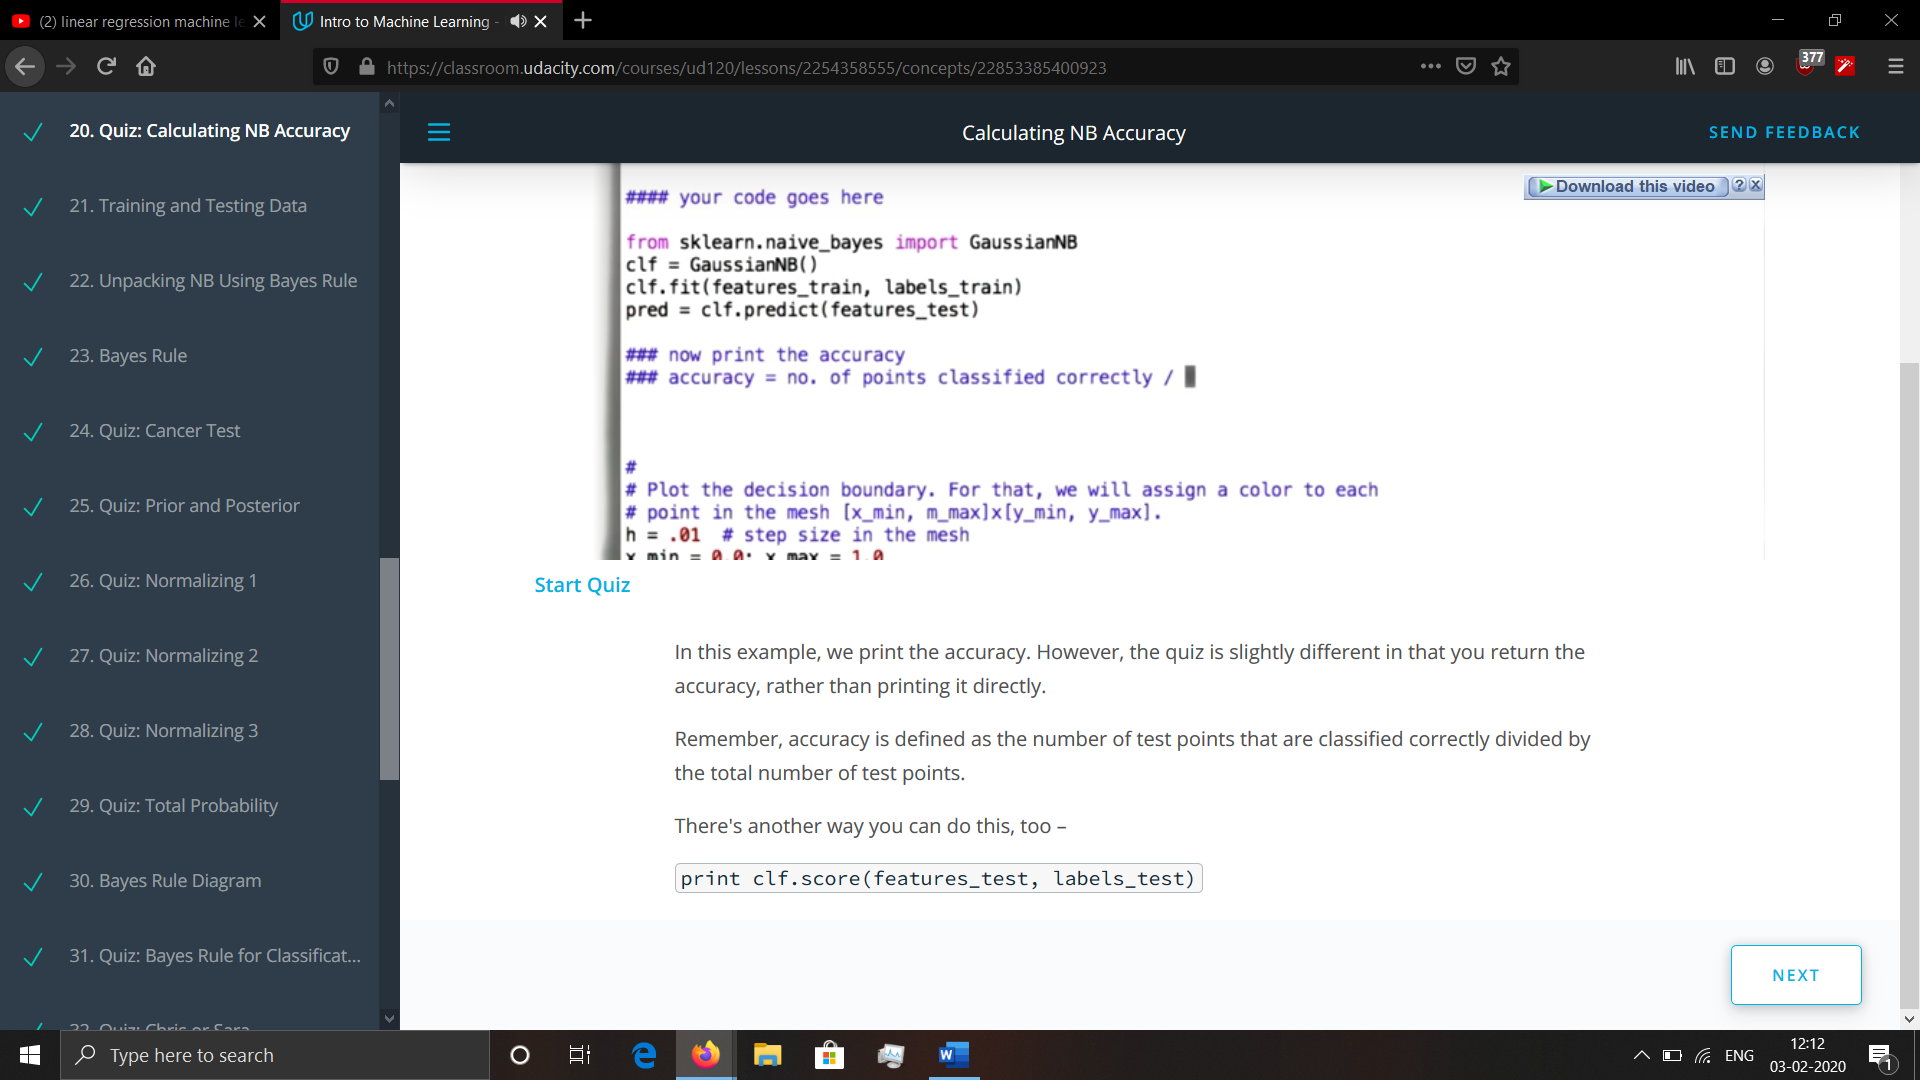 (2) linear regression machine le
Intro to Machine Learning -
https://classroom.udacity.com/courses/ud120/lessons/2254358555/concepts/22853385400923
377
20. Quiz: Calculating NB Accuracy
21. Training and Testing Data
22. Unpacking NB Using Bayes Rule
23. Bayes Rule
24. Quiz: Cancer Test
25. Quiz: Prior and Posterior
26. Quiz: Normalizing 1
27. Quiz: Normalizing 2
28. Quiz: Normalizing 3
29. Quiz: Total Probability
30. Bayes Rule Diagram
31. Quiz: Bayes Rule for Classificat...
32. Quiz: Chris or Sara
Calculating NB Accuracy
SEND FEEDBACK
Download this video ? x
#### your code goes here
from sklearn.naive_bayes import GaussianNB
clf = GaussianNB()
clf.fit(features_train, labels_train)
pred = clf.predict(features_test)
### now print the accuracy
### accuracy = no. of points classified correctly /
#
# Plot the decision boundary. For that, we will assign a color to each
# point in the mesh [x_min, m_max]x[y_min, y_max].
h = .01 # step size in the mesh
x_min = 0.0; x_max = 1.0
Start Quiz
In this example, we print the accuracy. However, the quiz is slightly different in that you return the
accuracy, rather than printing it directly.
Remember, accuracy is defined as the number of test points that are classified correctly divided by
the total number of test points.
There's another way you can do this, too –
print clf.score(features_test, labels_test)
NEXT
Type here to search
W
ENG
12:12
03-02-2020
1